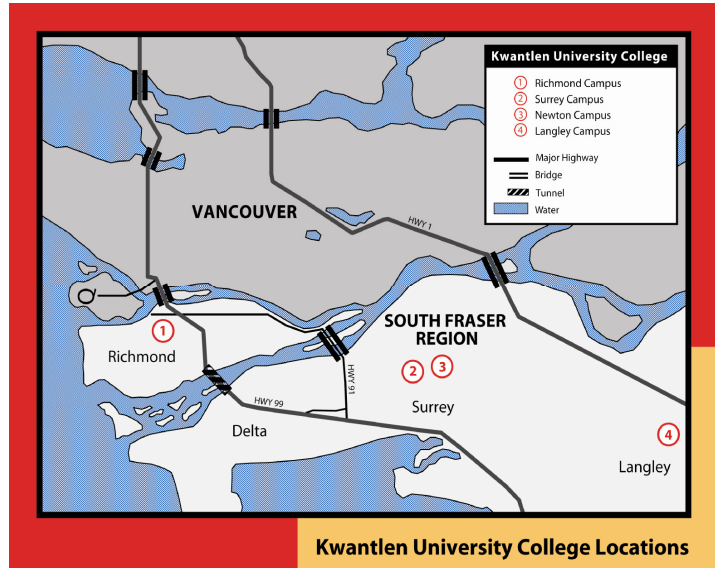 Kwantlen University College
1 Richmond Campus
2 Surrey Campus
3 Newton Campus
4 Langley Campus
Major Highway
Bridge
Tunnel
Water
VANCOUVER
HWY 1
SOUTH FRASER
REGION
1
Richmond
2
3
HWY 91
HWY 99
Surrey
Delta
4
Langley
Kwantlen University College Locations